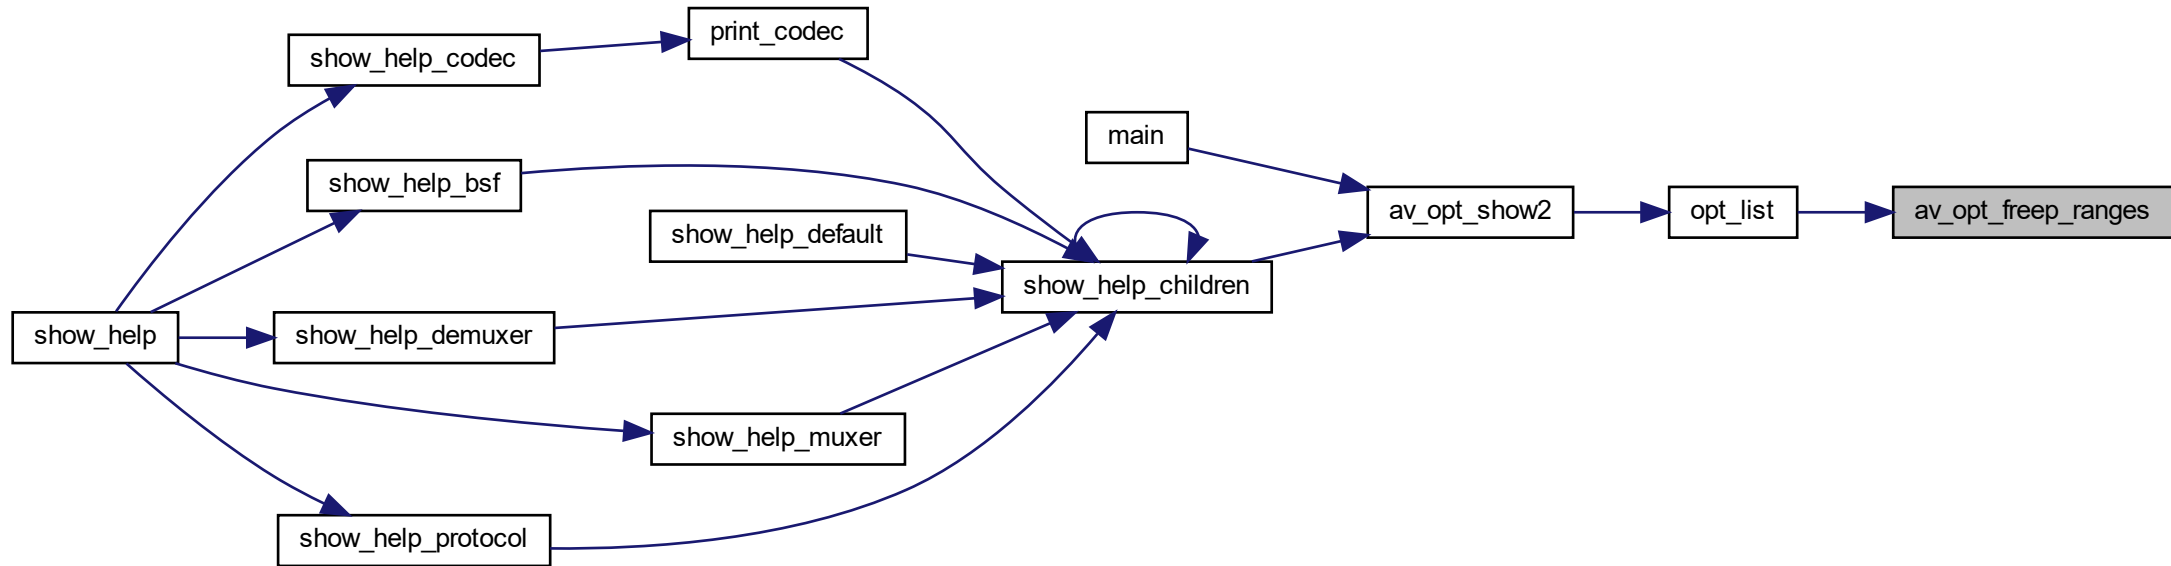 print_codec
show_help_codec
main
show_help_bsf
av_opt_show2
opt_list
av_opt_freep_ranges
show_help_default
show_help_children
show_help
show_help_demuxer
show_help_muxer
show_help_protocol